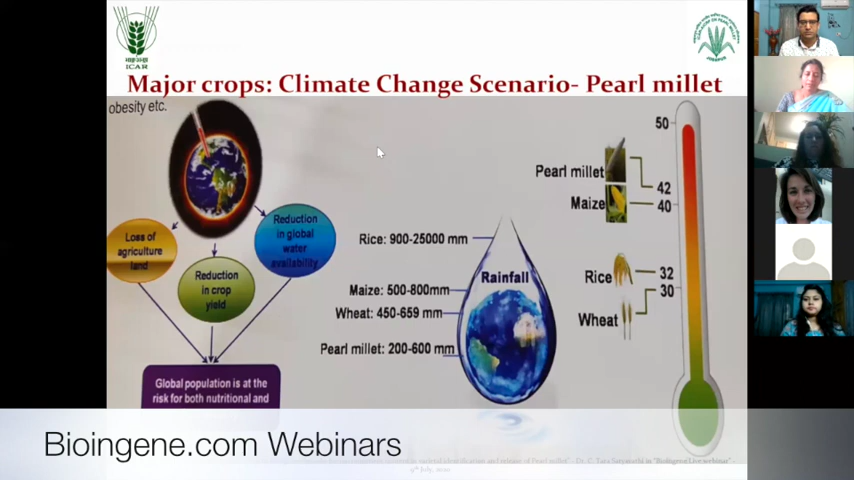 ICAR
JODHPUR
Major crops: Climate Change Scenario- Pearl millet
obesity etc.
Loss of
agriculture
land
Reduction
in crop
yield
Reduction
in global
water
availability
Global population is at the
risk for both nutritional and
Rice: 900-25000 mm
Maize: 500-800mm
Wheat: 450-659 mm
Pearl millet: 200-600 mm
Rainfall
50
Pearl millet
42
Maize
40
Rice
32
30
Wheat
Bioingene.com Webinars